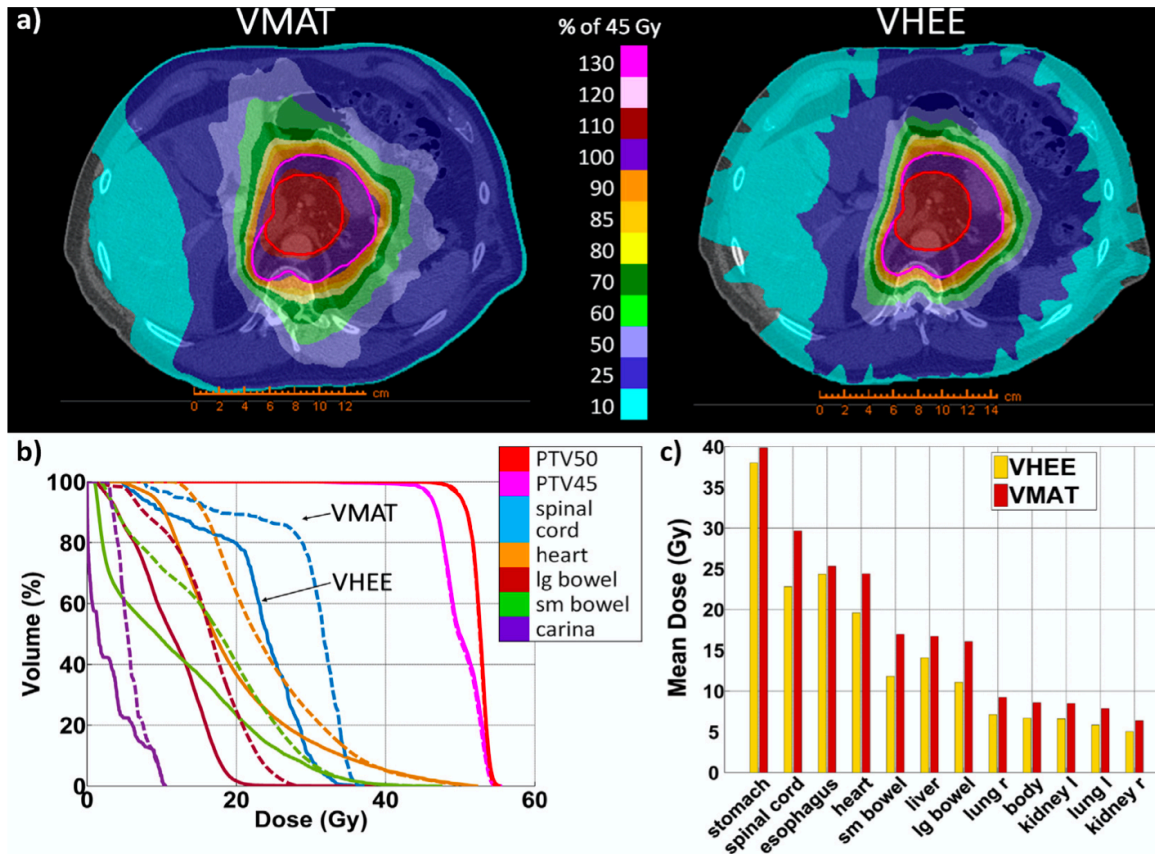 a)
VMAT
% of 45 Gy
VHEE
130
120
110
100
90
85
80
70
60
50
25
10
cm
0 2 4 6 8 10 12
cm
0 2 4 6 8 10 12 14
b)
100
80
60
40
20
0
Volume (%)
0 20 40 60
Dose (Gy)
VMAT
VHEE
PTV50
PTV45
spinal
cord
heart
lg bowel
sm bowel
carina
c)
40
35
30
25
20
15
10
5
0
Mean Dose (Gy)
VHEE
VMAT
stomach
spinal cord
esophagus
heart
sm bowel
liver
lg bowel
lung r
body
kidney l
lung l
kidney r